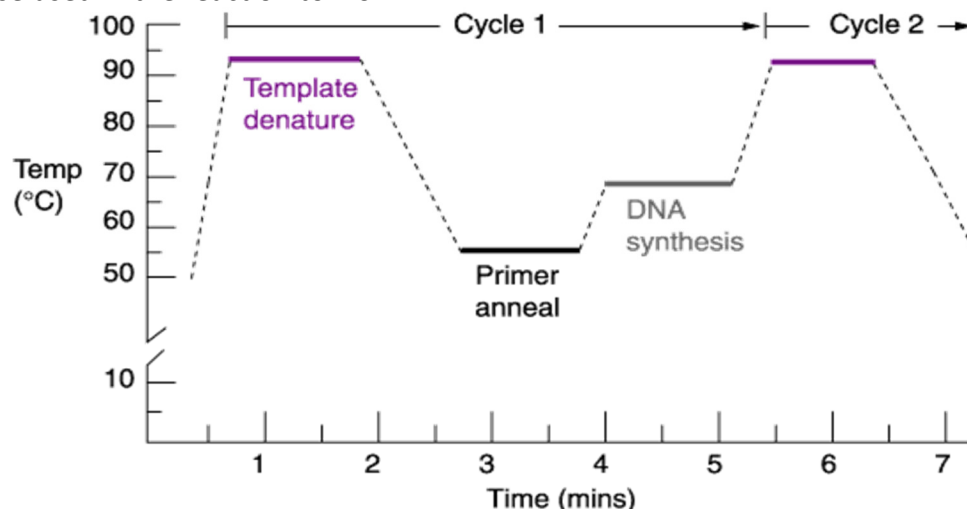 100
Cycle 1
Cycle 2
90
Template
denature
80
Temp
(°C)
70
DNA
synthesis
60
50
Primer
anneal
10
1 2 3 4 5 6 7
Time (mins)